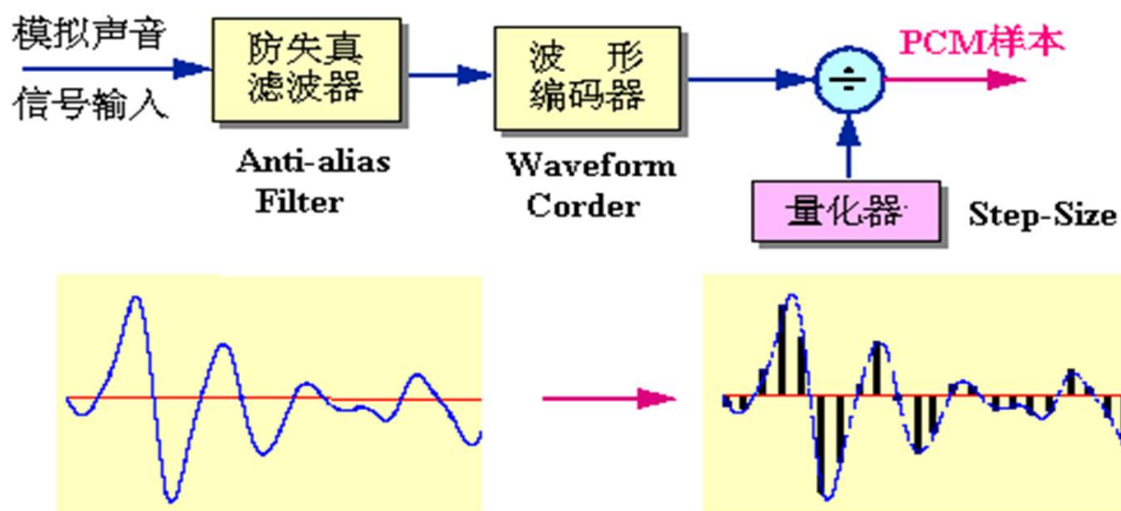 模拟声音
信号输入
防失真
滤波器
Anti-alias
Filter
波 形
编码器
Waveform
Corder
÷
PCM样本
量化器
Step-Size